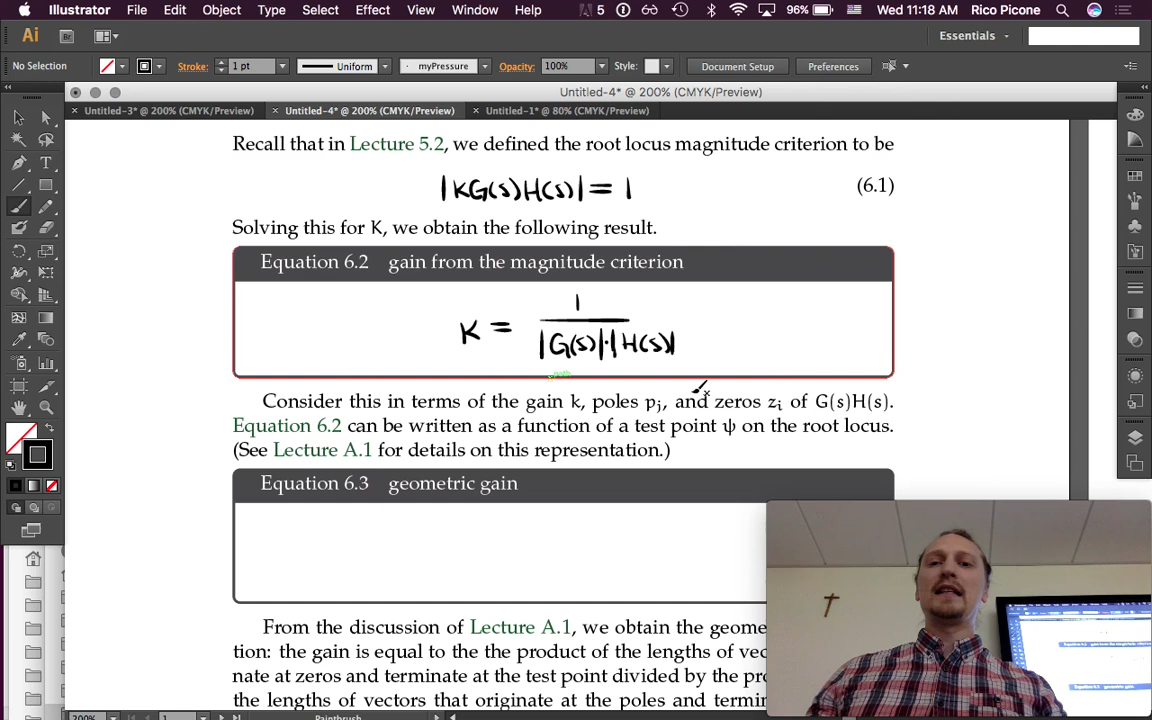 Illustrator File Edit Object Type Select Effect View Window Help 5 96% Wed 11:18 AM Rico Picone
Ai Br Essentials
No Selection Stroke: 1 pt Uniform myPressure Opacity: 100% Style: Document Setup Preferences
Untitled-4* @ 200% (CMYK/Preview)
Untitled-3* @ 200% (CMYK/Preview) Untitled-4* @ 200% (CMYK/Preview) Untitled-1* @ 80% (CMYK/Preview)
Recall that in Lecture 5.2, we defined the root locus magnitude criterion to be
|KG(s)H(s)| = 1 (6.1)
Solving this for K, we obtain the following result.
Equation 6.2 gain from the magnitude criterion
1
K =
|G(s)|·|H(s)|
Consider this in terms of the gain k, poles pj, and zeros zi of G(s)H(s).
Equation 6.2 can be written as a function of a test point ψ on the root locus.
(See Lecture A.1 for details on this representation.)
Equation 6.3 geometric gain
From the discussion of Lecture A.1, we obtain the geome
tion: the gain is equal to the the product of the lengths of vec
nate at zeros and terminate at the test point divided by the pro
the lengths of vectors that originate at the poles and termin
200% 1 Paintbrush